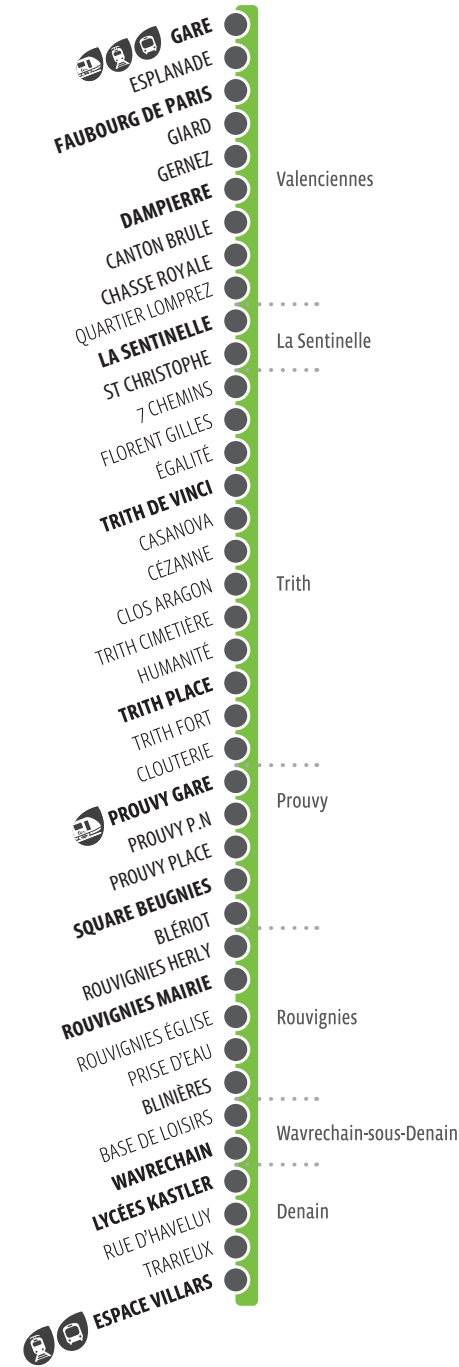 GARE
ESPLANADE
FAUBOURG DE PARIS
GIARD
GERNEZ
DAMPIERRE
CANTON BRULE
CHASSE ROYALE
QUARTIER LOMPREZ
Valenciennes
LA SENTINELLE
ST CHRISTOPHE
La Sentinelle
7 CHEMINS
FLORENT GILLES
ÉGALITÉ
TRITH DE VINCI
CASANOVA
CÉZANNE
CLOS ARAGON
TRITH CIMETIÈRE
HUMANITÉ
TRITH PLACE
TRITH FORT
CLOUTERIE
Trith
PROUVY GARE
PROUVY P.N
PROUVY PLACE
SQUARE BEUGNIES
BLÉRIOT
Prouvy
ROUVIGNIES HERLY
ROUVIGNIES MAIRIE
ROUVIGNIES ÉGLISE
PRISE D'EAU
BLINIÈRES
Rouvignies
BASE DE LOISIRS
WAVRECHAIN
Wavrechain-sous-Denain
LYCÉES KASTLER
RUE D'HAVELUY
TRARIEUX
ESPACE VILLARS
Denain